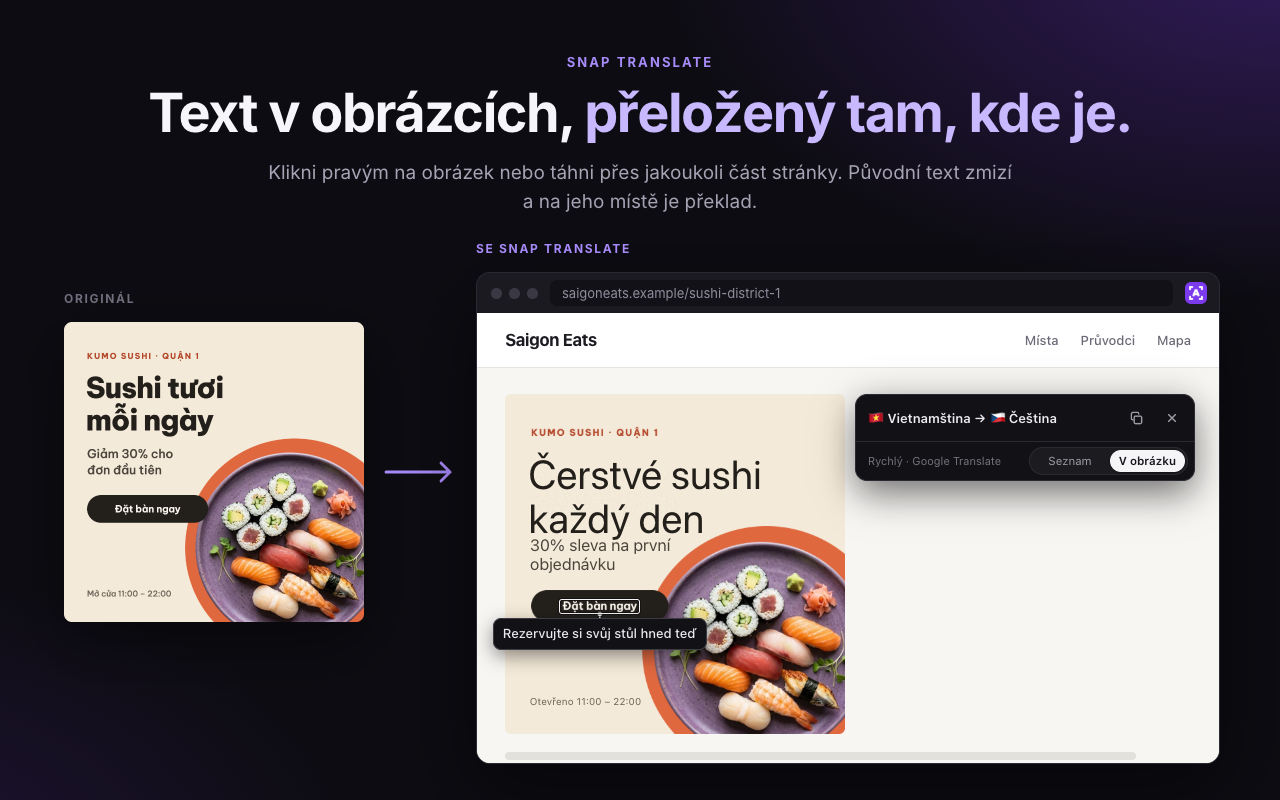 SNAP TRANSLATE
Text v obrázcích, přeložený tam, kde je.
Klikni pravým na obrázek nebo táhni přes jakoukoli část stránky. Původní text zmizí
a na jeho místě je překlad.
ORIGINÁL
KUMO SUSHI · QUẬN 1
Sushi tươi
mỗi ngày
Giảm 30% cho
đơn đầu tiên
Đặt bàn ngay
Mở cửa 11:00 – 22:00
SE SNAP TRANSLATE
saigoneats.example/sushi-district-1
Saigon Eats
Místa
Průvodci
Mapa
KUMO SUSHI · QUẬN 1
Čerstvé sushi
každý den
30% sleva na první
objednávku
Đặt bàn ngay
Rezervujte si svůj stůl hned teď
Otevřeno 11:00 – 22:00
Vietnamština → Čeština
Rychlý · Google Translate
Seznam
V obrázku